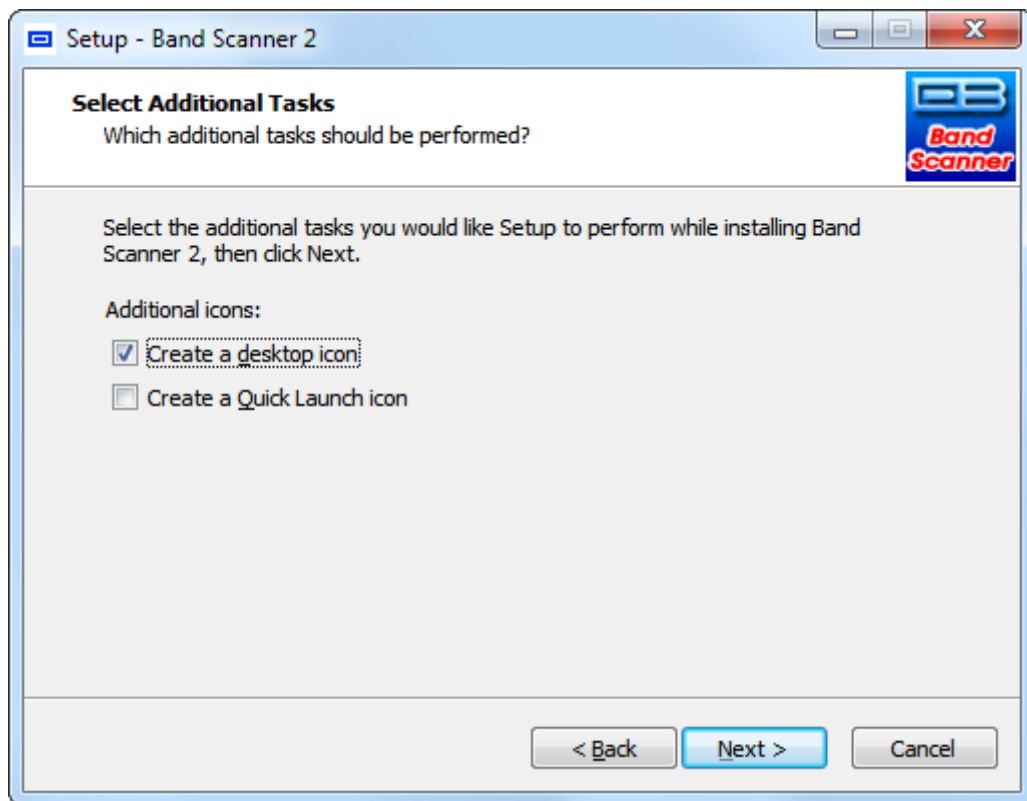 Setup - Band Scanner 2
Select Additional Tasks
Which additional tasks should be performed?
Band
Scanner
Select the additional tasks you would like Setup to perform while installing Band
Scanner 2, then click Next.
Additional icons:
Create a desktop icon
Create a Quick Launch icon
< Back
Next >
Cancel